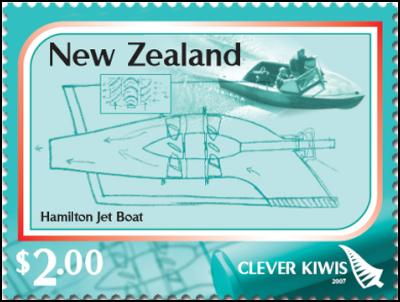 New Zealand
Hamilton Jet Boat
$2.00
CLEVER KIWIS
2007